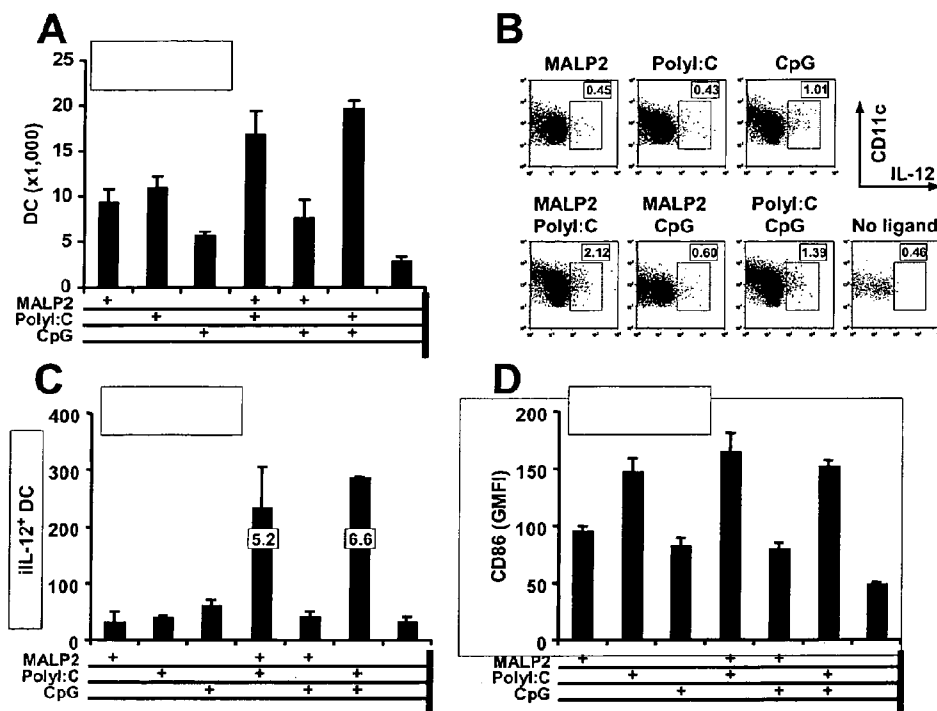 A
25
20
15
10
5
0
DC (x1,000)
MALP2 + + +
PolyI:C + + +
CpG + + +
B
MALP2 PolyI:C CpG
0.45 0.43 1.01
CD11c
IL-12
MALP2 MALP2 PolyI:C
PolyI:C CpG CpG No ligand
2.12 0.60 1.39 0.46
C
400
300
200
100
0
iIL-12+ DC
5.2 6.6
MALP2 + + +
PolyI:C + + +
CpG + + +
D
200
150
100
50
0
CD86 (GMFI)
MALP2 + + +
PolyI:C + + +
CpG + + +